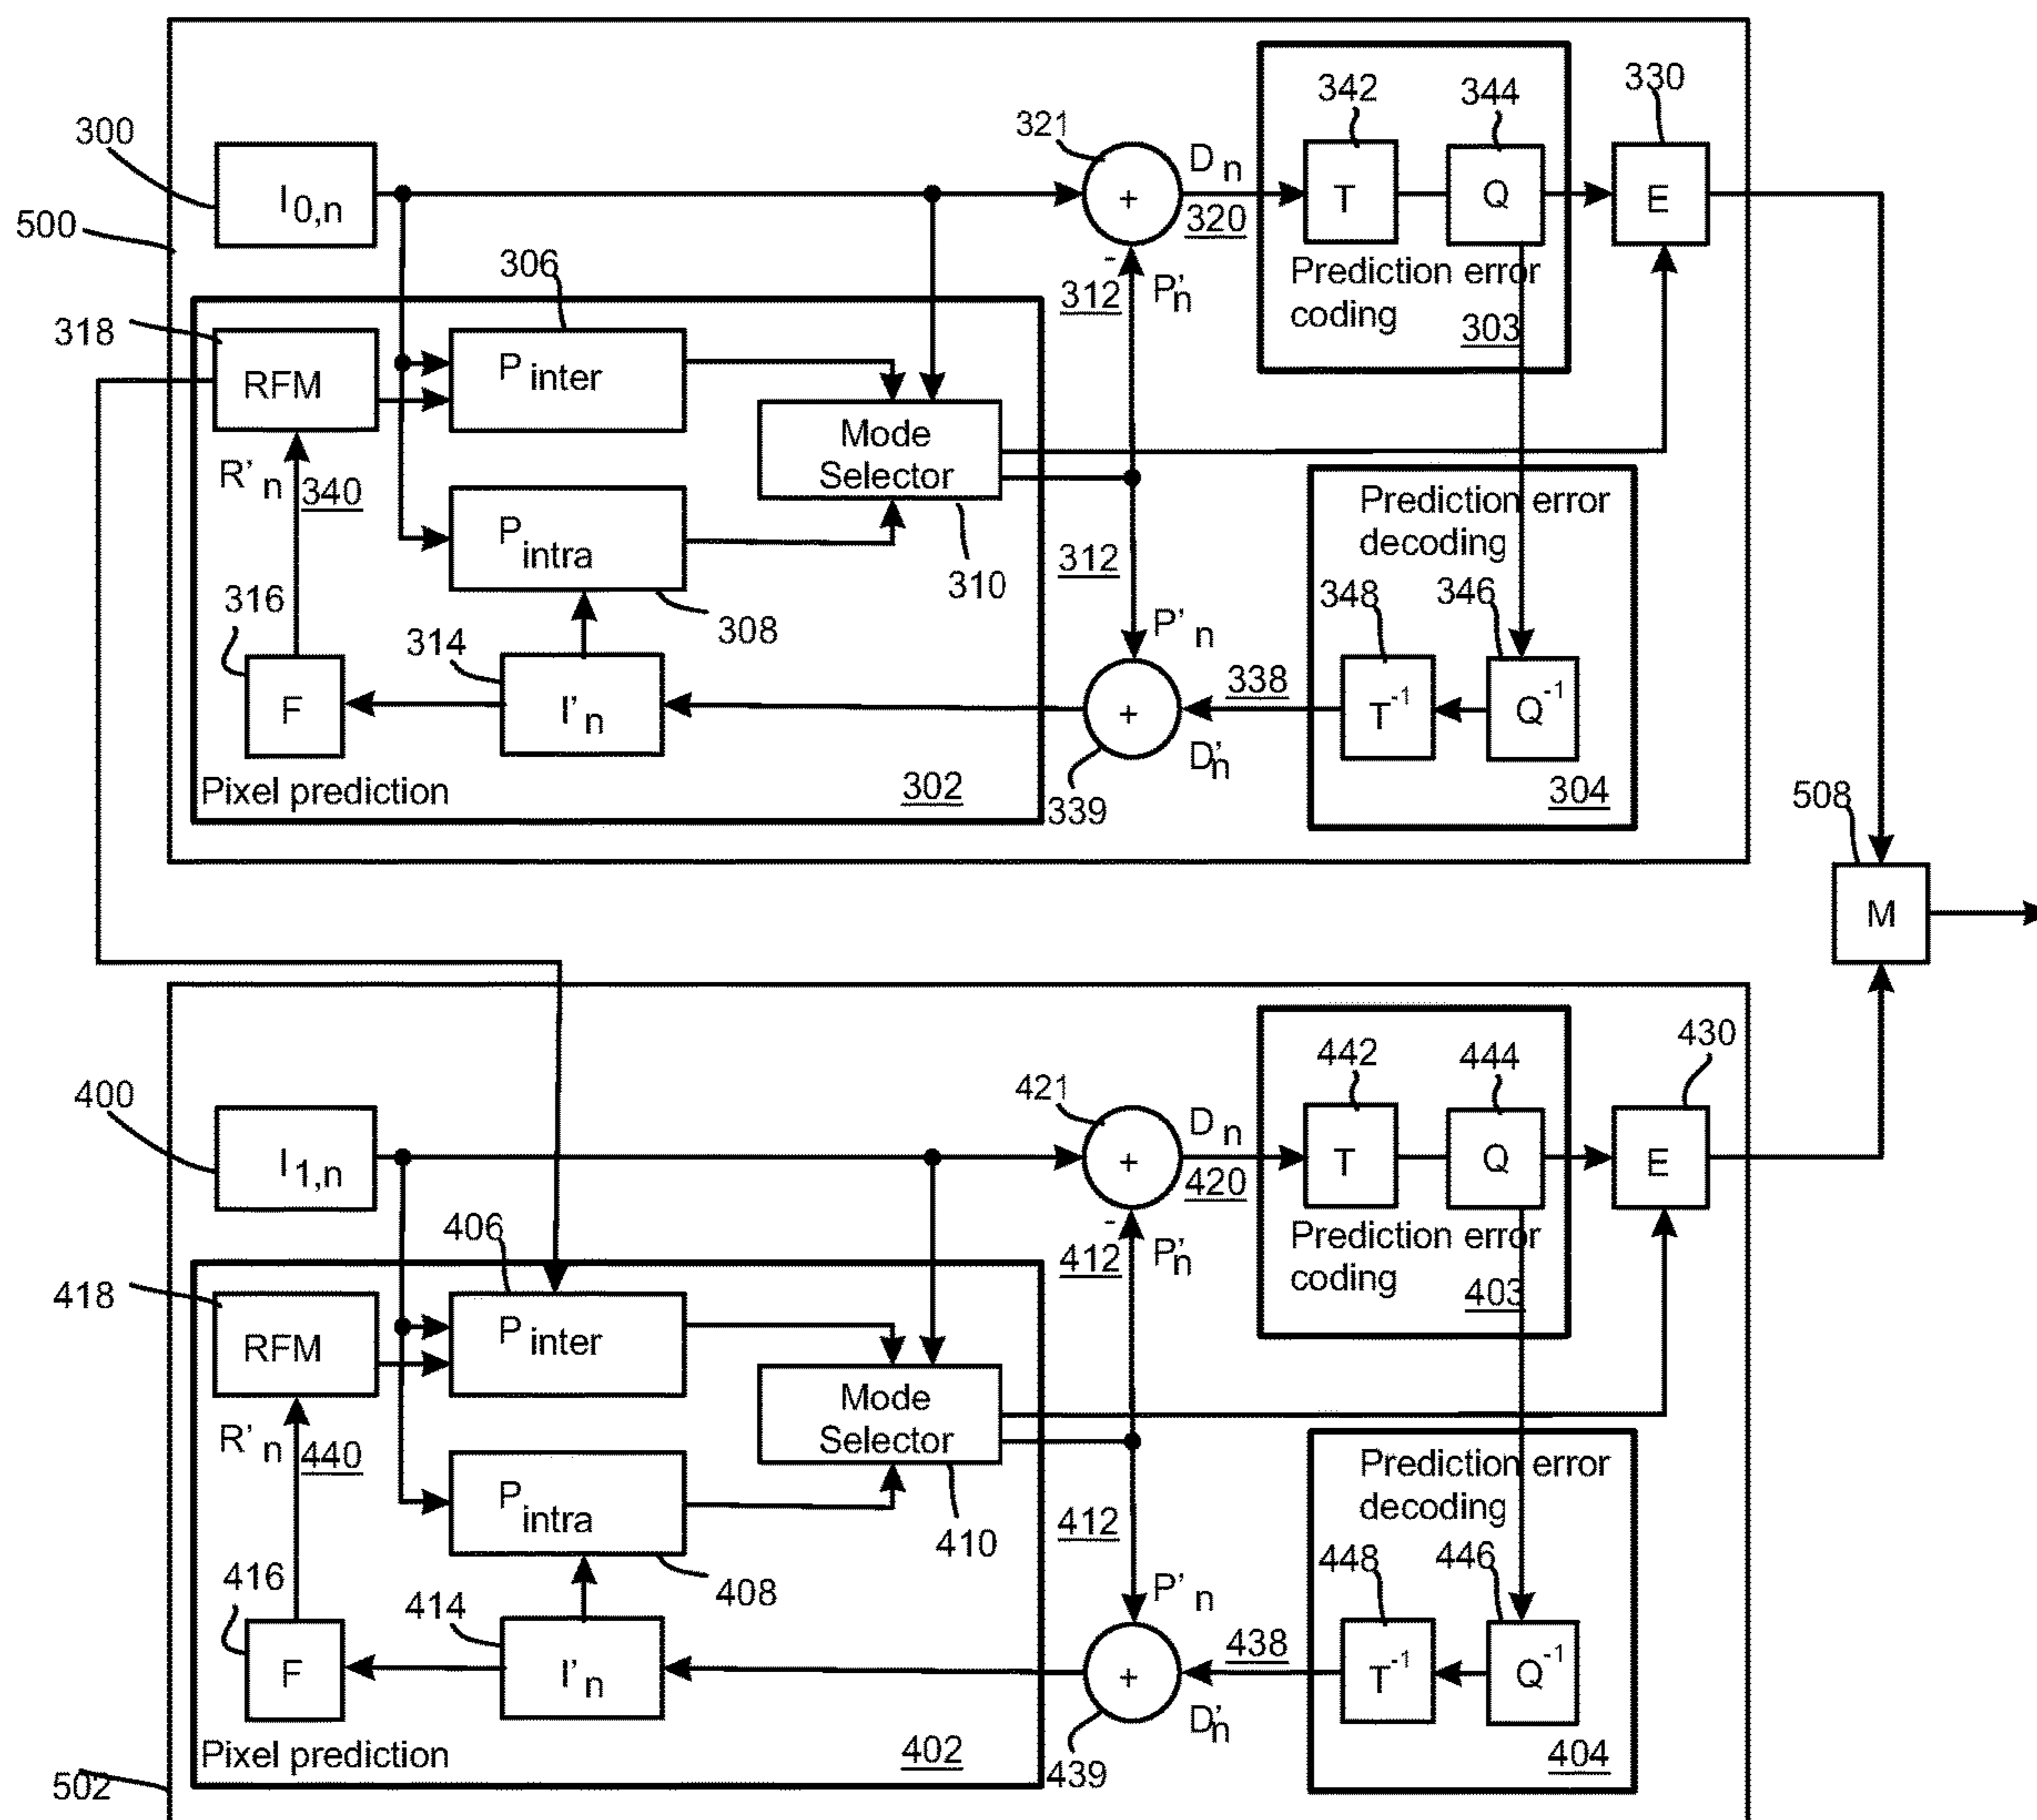 330
342
344
321
300
I0,n
Dn
T
Q
E
500
+
320
306
-
312
P'n
Prediction error
coding
303
318
RFM
P inter
Mode
Selector
R'n
340
Prediction error
decoding
P intra
312
310
348
346
316
314
308
P'n
338
F
I'n
+
T-1
Q-1
D'n
Pixel prediction
302
339
304
508
M
430
442
444
421
400
I1,n
Dn
T
Q
E
+
420
406
-
412
P'n
Prediction error
coding
403
418
RFM
P inter
Mode
Selector
R'n
440
Prediction error
decoding
P intra
412
410
448
446
416
414
408
P'n
438
F
I'n
+
T-1
Q-1
D'n
Pixel prediction
402
439
404
502